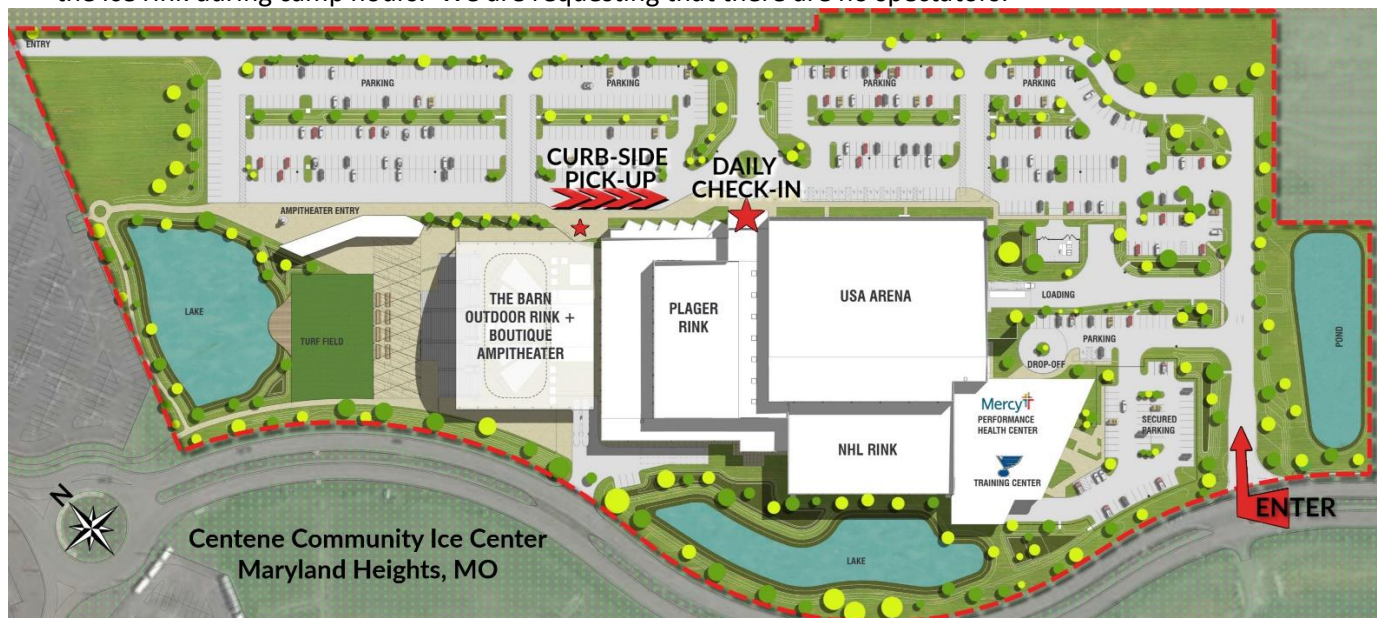 the ice rink during camp hours. We are requesting that there are no spectators.
ENTRY
PARKING
PARKING
PARKING
PARKING
CURB-SIDE
PICK-UP
DAILY
CHECK-IN
AMPITHEATER ENTRY
LAKE
TURF FIELD
THE BARN
OUTDOOR RINK +
BOUTIQUE
AMPITHEATER
PLAGER
RINK
USA ARENA
LOADING
PARKING
DROP-OFF
POND
Mercy
PERFORMANCE
HEALTH CENTER
SECURED
PARKING
NHL RINK
TRAINING CENTER
ENTER
N
Centene Community Ice Center
Maryland Heights, MO
LAKE